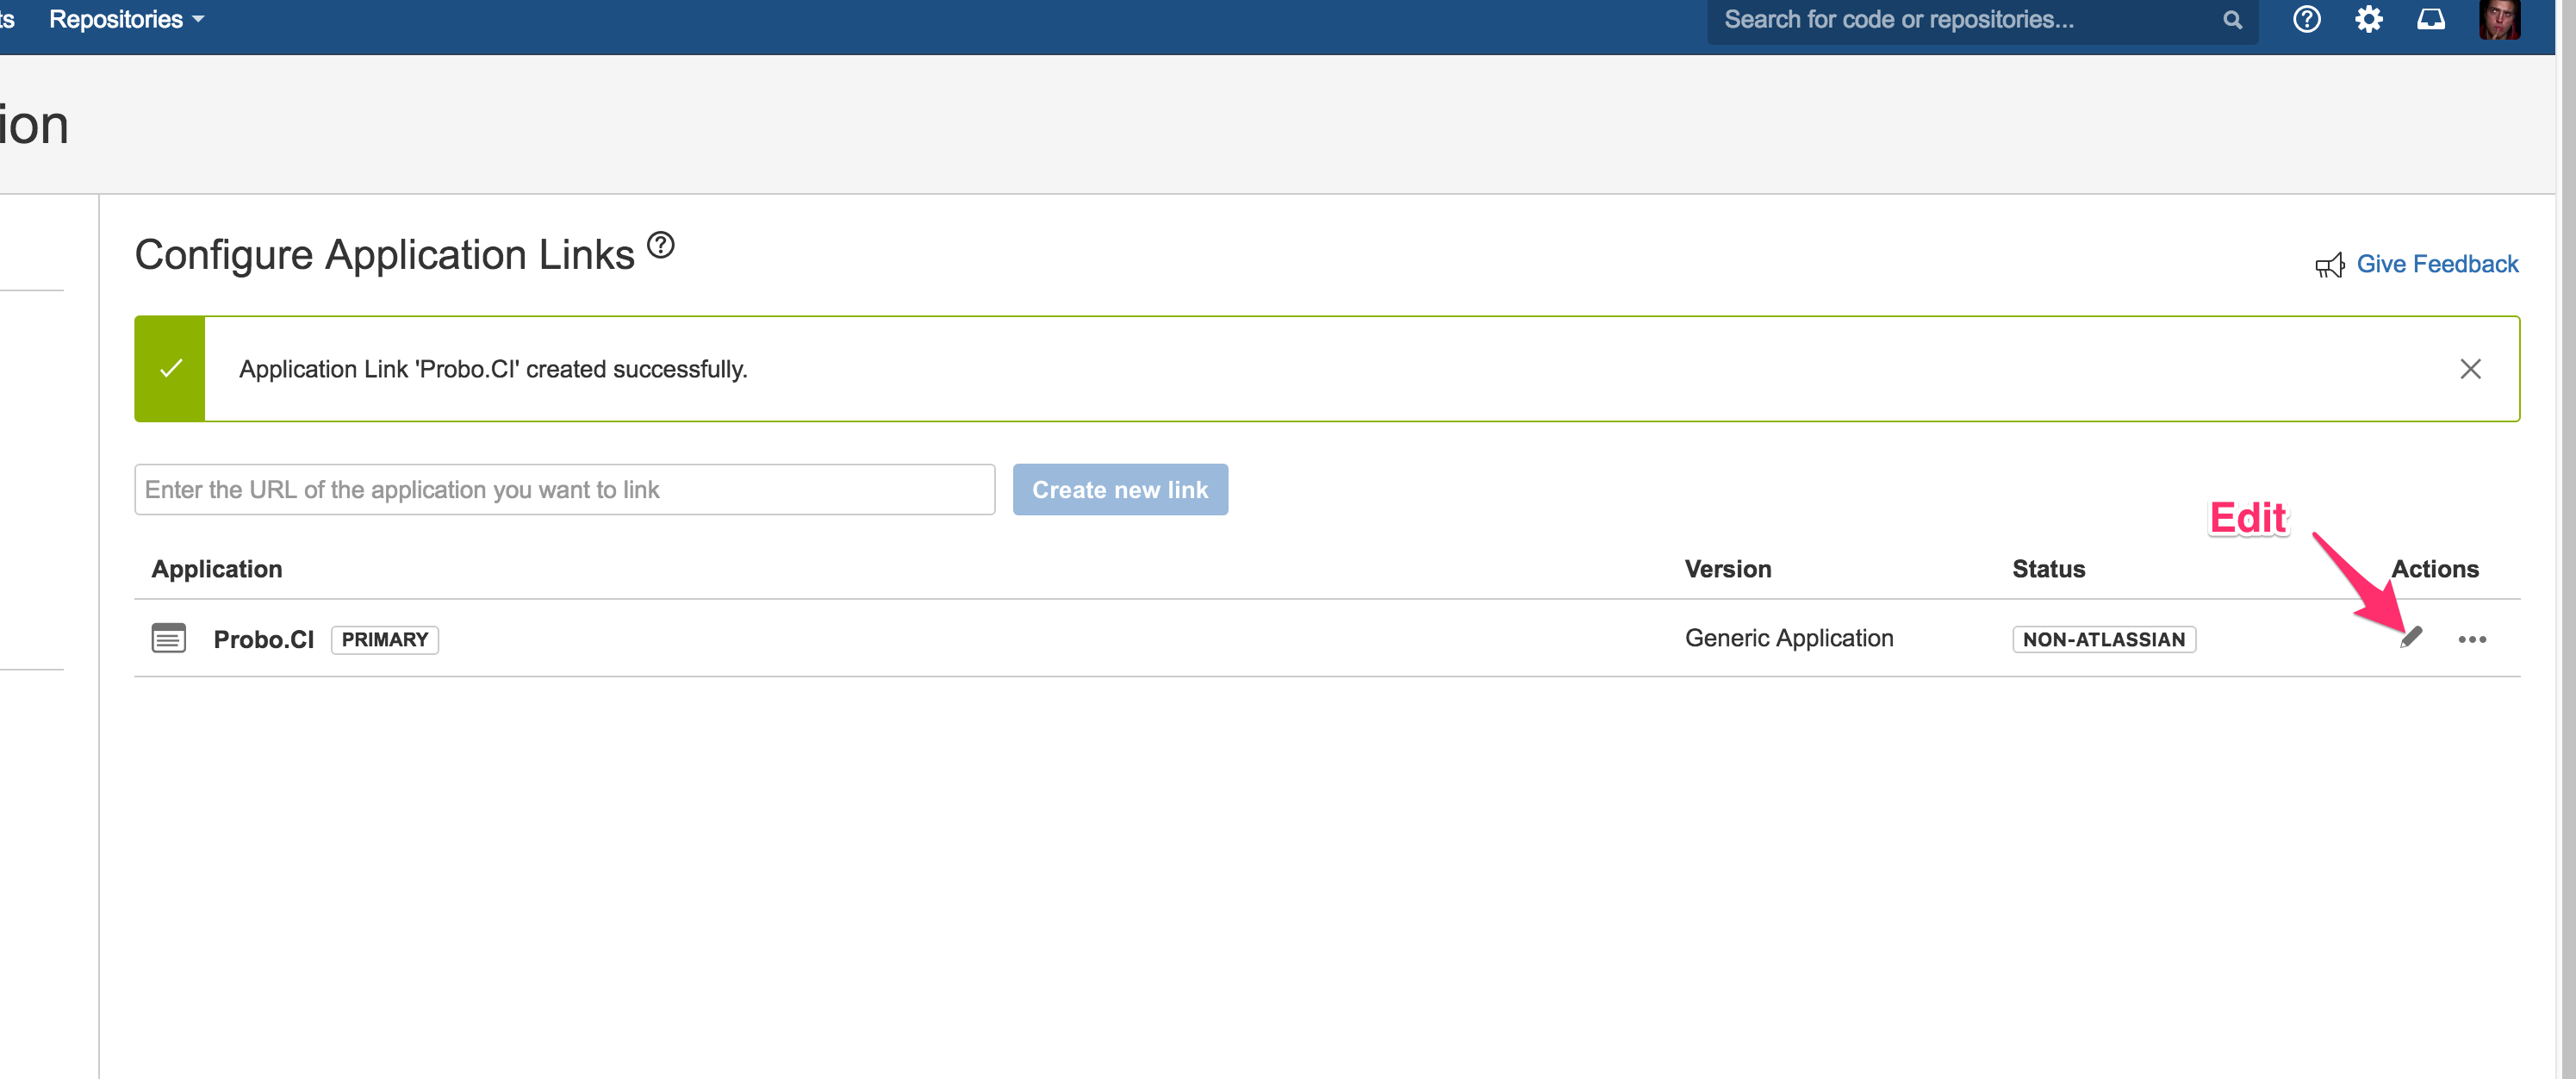 ts Repositories Search for code or repositories...
ion
Configure Application Links
Give Feedback
Application Link 'Probo.CI' created successfully.
Enter the URL of the application you want to link Create new link
Edit
Application Version Status Actions
Probo.CI PRIMARY Generic Application NON-ATLASSIAN